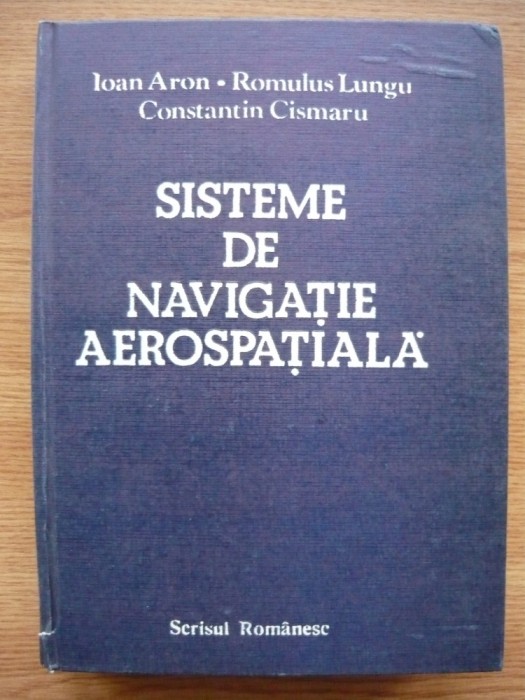 Ioan Aron • Romulus Lungu
Constantin Cismaru
SISTEME
DE
NAVIGAȚIE
AEROSPAȚIALĂ
Scrisul Românesc